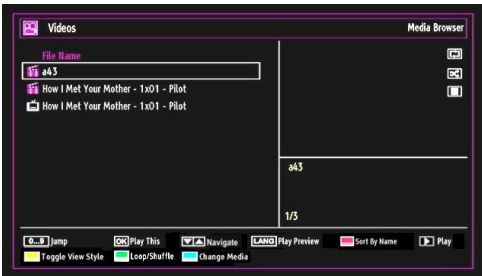 Videos
Media Browser
File Name
a43
How I Met Your Mother - 1x01 - Pilot
How I Met Your Mother - 1x01 - Pilot
a43
1/3
0...9 Jump OK Play This Navigate LANG Play Preview Sort By Name Play
Toggle View Style Loop/Shuffle Change Media